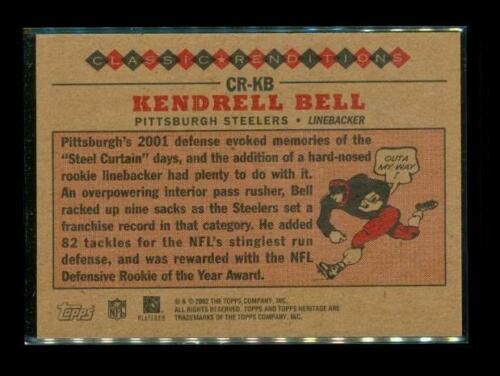 CLASSIC★RENDITIONS
CR-KB
KENDRELL BELL
PITTSBURGH STEELERS • LINEBACKER
Pittsburgh's 2001 defense evoked memories of the
"Steel Curtain" days, and the addition of a hard-nosed
rookie linebacker had plenty to do with it.
An overpowering interior pass rusher, Bell
racked up nine sacks as the Steelers set a
franchise record in that category. He added
82 tackles for the NFL's stingiest run
defense, and was rewarded with the NFL
Defensive Rookie of the Year Award.
OUTA
MY WAY
Topps
NFL
PLAYERS
® & © 2002 THE TOPPS COMPANY, INC.
ALL RIGHTS RESERVED. TOPPS AND TOPPS HERITAGE ARE
TRADEMARKS OF THE TOPPS COMPANY, INC.